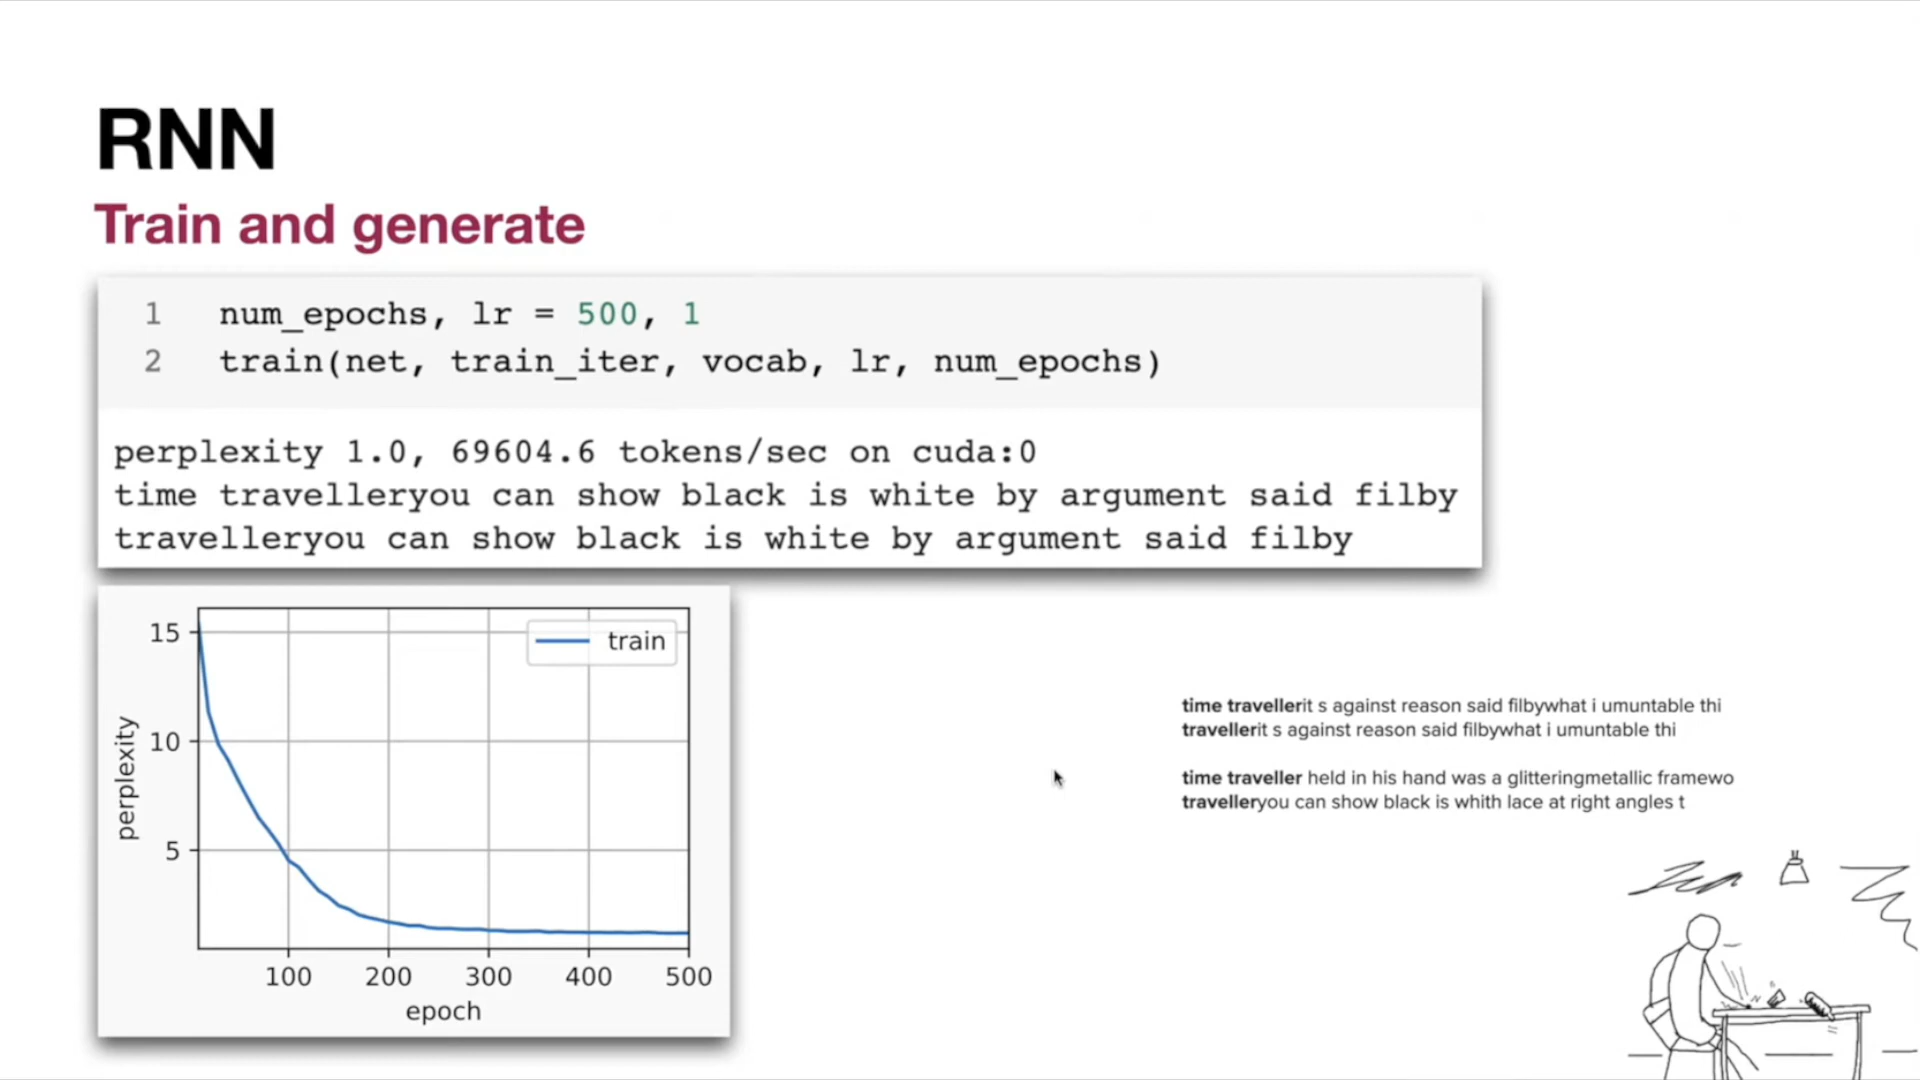 RNN
Train and generate
1 num_epochs, lr = 500, 1
2 train(net, train_iter, vocab, lr, num_epochs)
perplexity 1.0, 69604.6 tokens/sec on cuda:0
time travelleryou can show black is white by argument said filby
travelleryou can show black is white by argument said filby
train
15
10
5
perplexity
100 200 300 400 500
epoch
time travellerit s against reason said filbywhat i umuntable thi
travellerit s against reason said filbywhat i umuntable thi
time traveller held in his hand was a glitteringmetallic framewo
travelleryou can show black is whith lace at right angles t